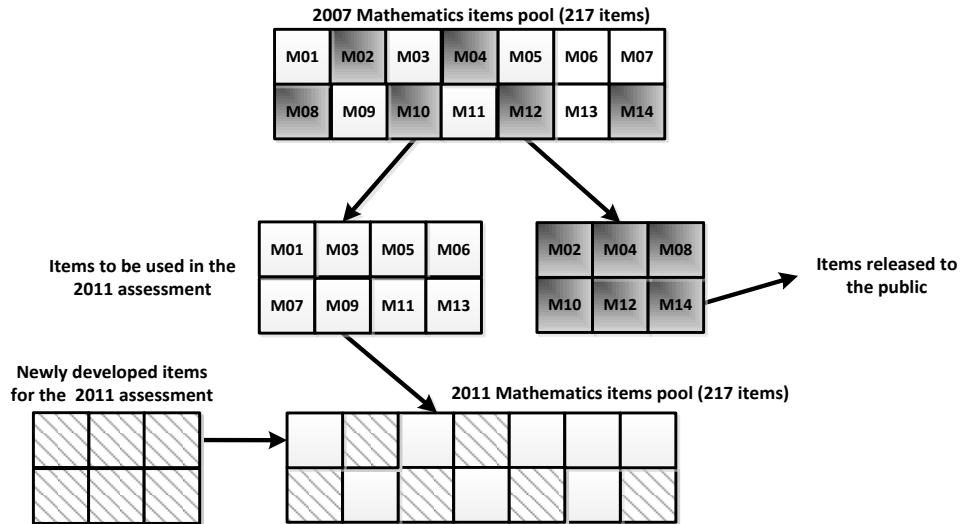 2007 Mathematics items pool (217 items)
M01 M02 M03 M04 M05 M06 M07
M08 M09 M10 M11 M12 M13 M14
M01 M03 M05 M06
M07 M09 M11 M13
Items to be used in the
2011 assessment
M02 M04 M08
M10 M12 M14
Items released to
the public
Newly developed items
for the 2011 assessment
2011 Mathematics items pool (217 items)